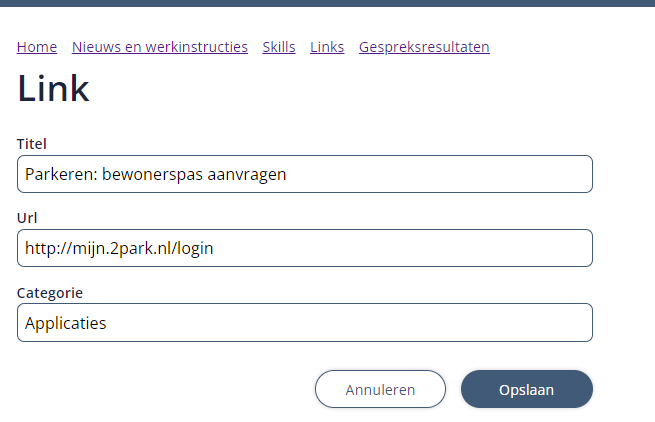 Home Nieuws en werkinstructies Skills Links Gespreksresultaten
Link
Titel
Parkeren: bewonerspas aanvragen
Url
http://mijn.2park.nl/login
Categorie
Applicaties
Annuleren Opslaan